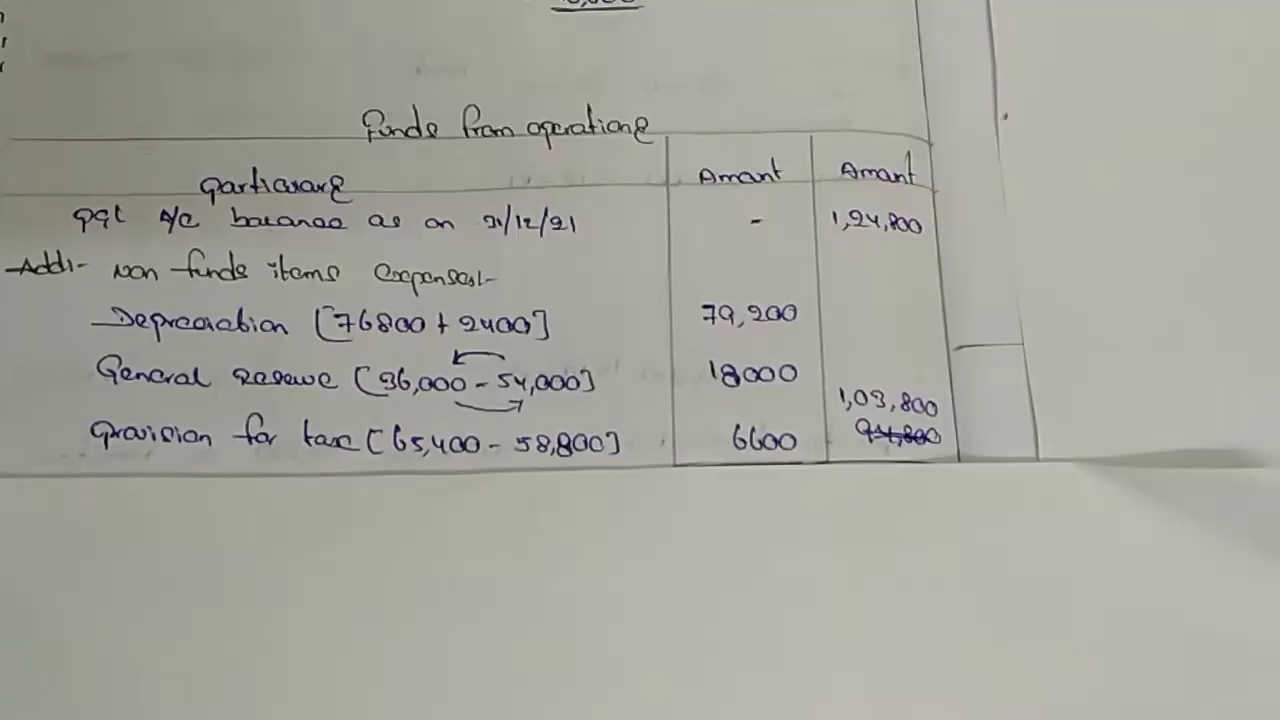 Funds from operations
Particulars Amount Amount
P&L A/c balance as on 31/12/21 - 1,24,800
Add:- Non funds items expenses:-
Depreciation [76800 + 2400] 79,200
General Reserve [36,000 - 54,000] 18000
1,03,800
Provision for tax [65,400 - 58,800] 6600 94,800